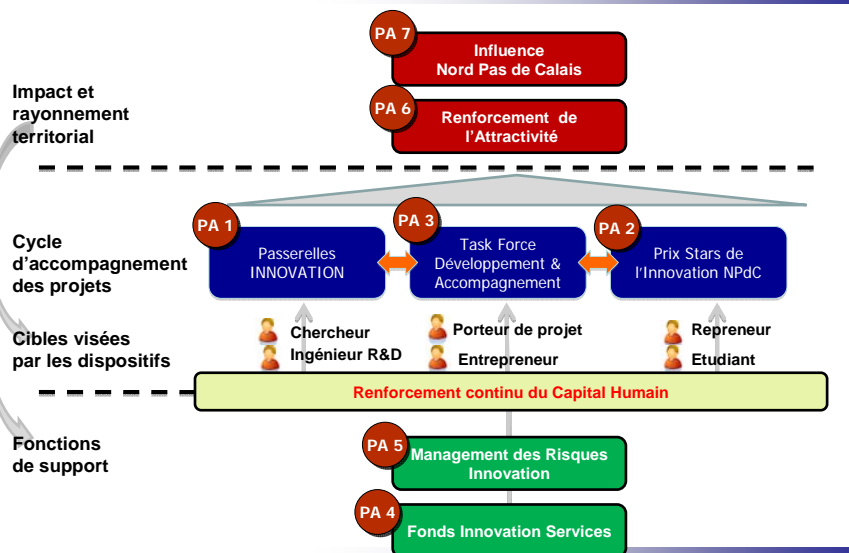 PA 7
Influence
Nord Pas de Calais
Impact et
rayonnement
territorial
PA 6
Renforcement de
l'Attractivité
PA 1
PA 3
PA 2
Cycle
d'accompagnement
des projets
Passerelles
INNOVATION
Task Force
Développement &
Accompagnement
Prix Stars de
l'Innovation NPdC
Cibles visées
par les dispositifs
Chercheur
Ingénieur R&D
Porteur de projet
Entrepreneur
Repreneur
Etudiant
Renforcement continu du Capital Humain
Fonctions
de support
PA 5
Management des Risques
Innovation
PA 4
Fonds Innovation Services